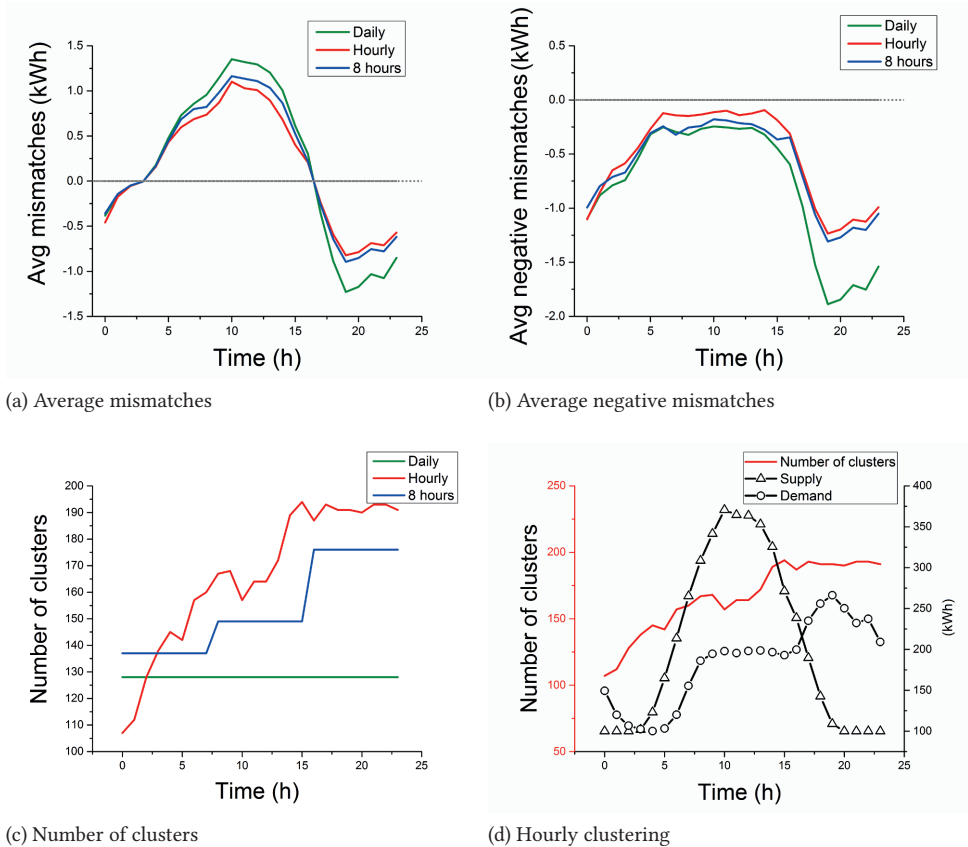 Daily
Hourly
8 hours
Avg mismatches (kWh)
1.5
1.0
0.5
0.0
-0.5
-1.0
-1.5
0 5 10 15 20 25
Time (h)
(a) Average mismatches
Daily
Hourly
8 hours
Avg negative mismatches (kWh)
0.0
-0.5
-1.0
-1.5
-2.0
0 5 10 15 20 25
Time (h)
(b) Average negative mismatches
Daily
Hourly
8 hours
Number of clusters
200
190
180
170
160
150
140
130
120
110
100
0 5 10 15 20 25
Time (h)
(c) Number of clusters
Number of clusters
Supply
Demand
Number of clusters
250
200
150
100
50
400
350
300
250
200
150
100
(kWh)
0 5 10 15 20 25
Time (h)
(d) Hourly clustering